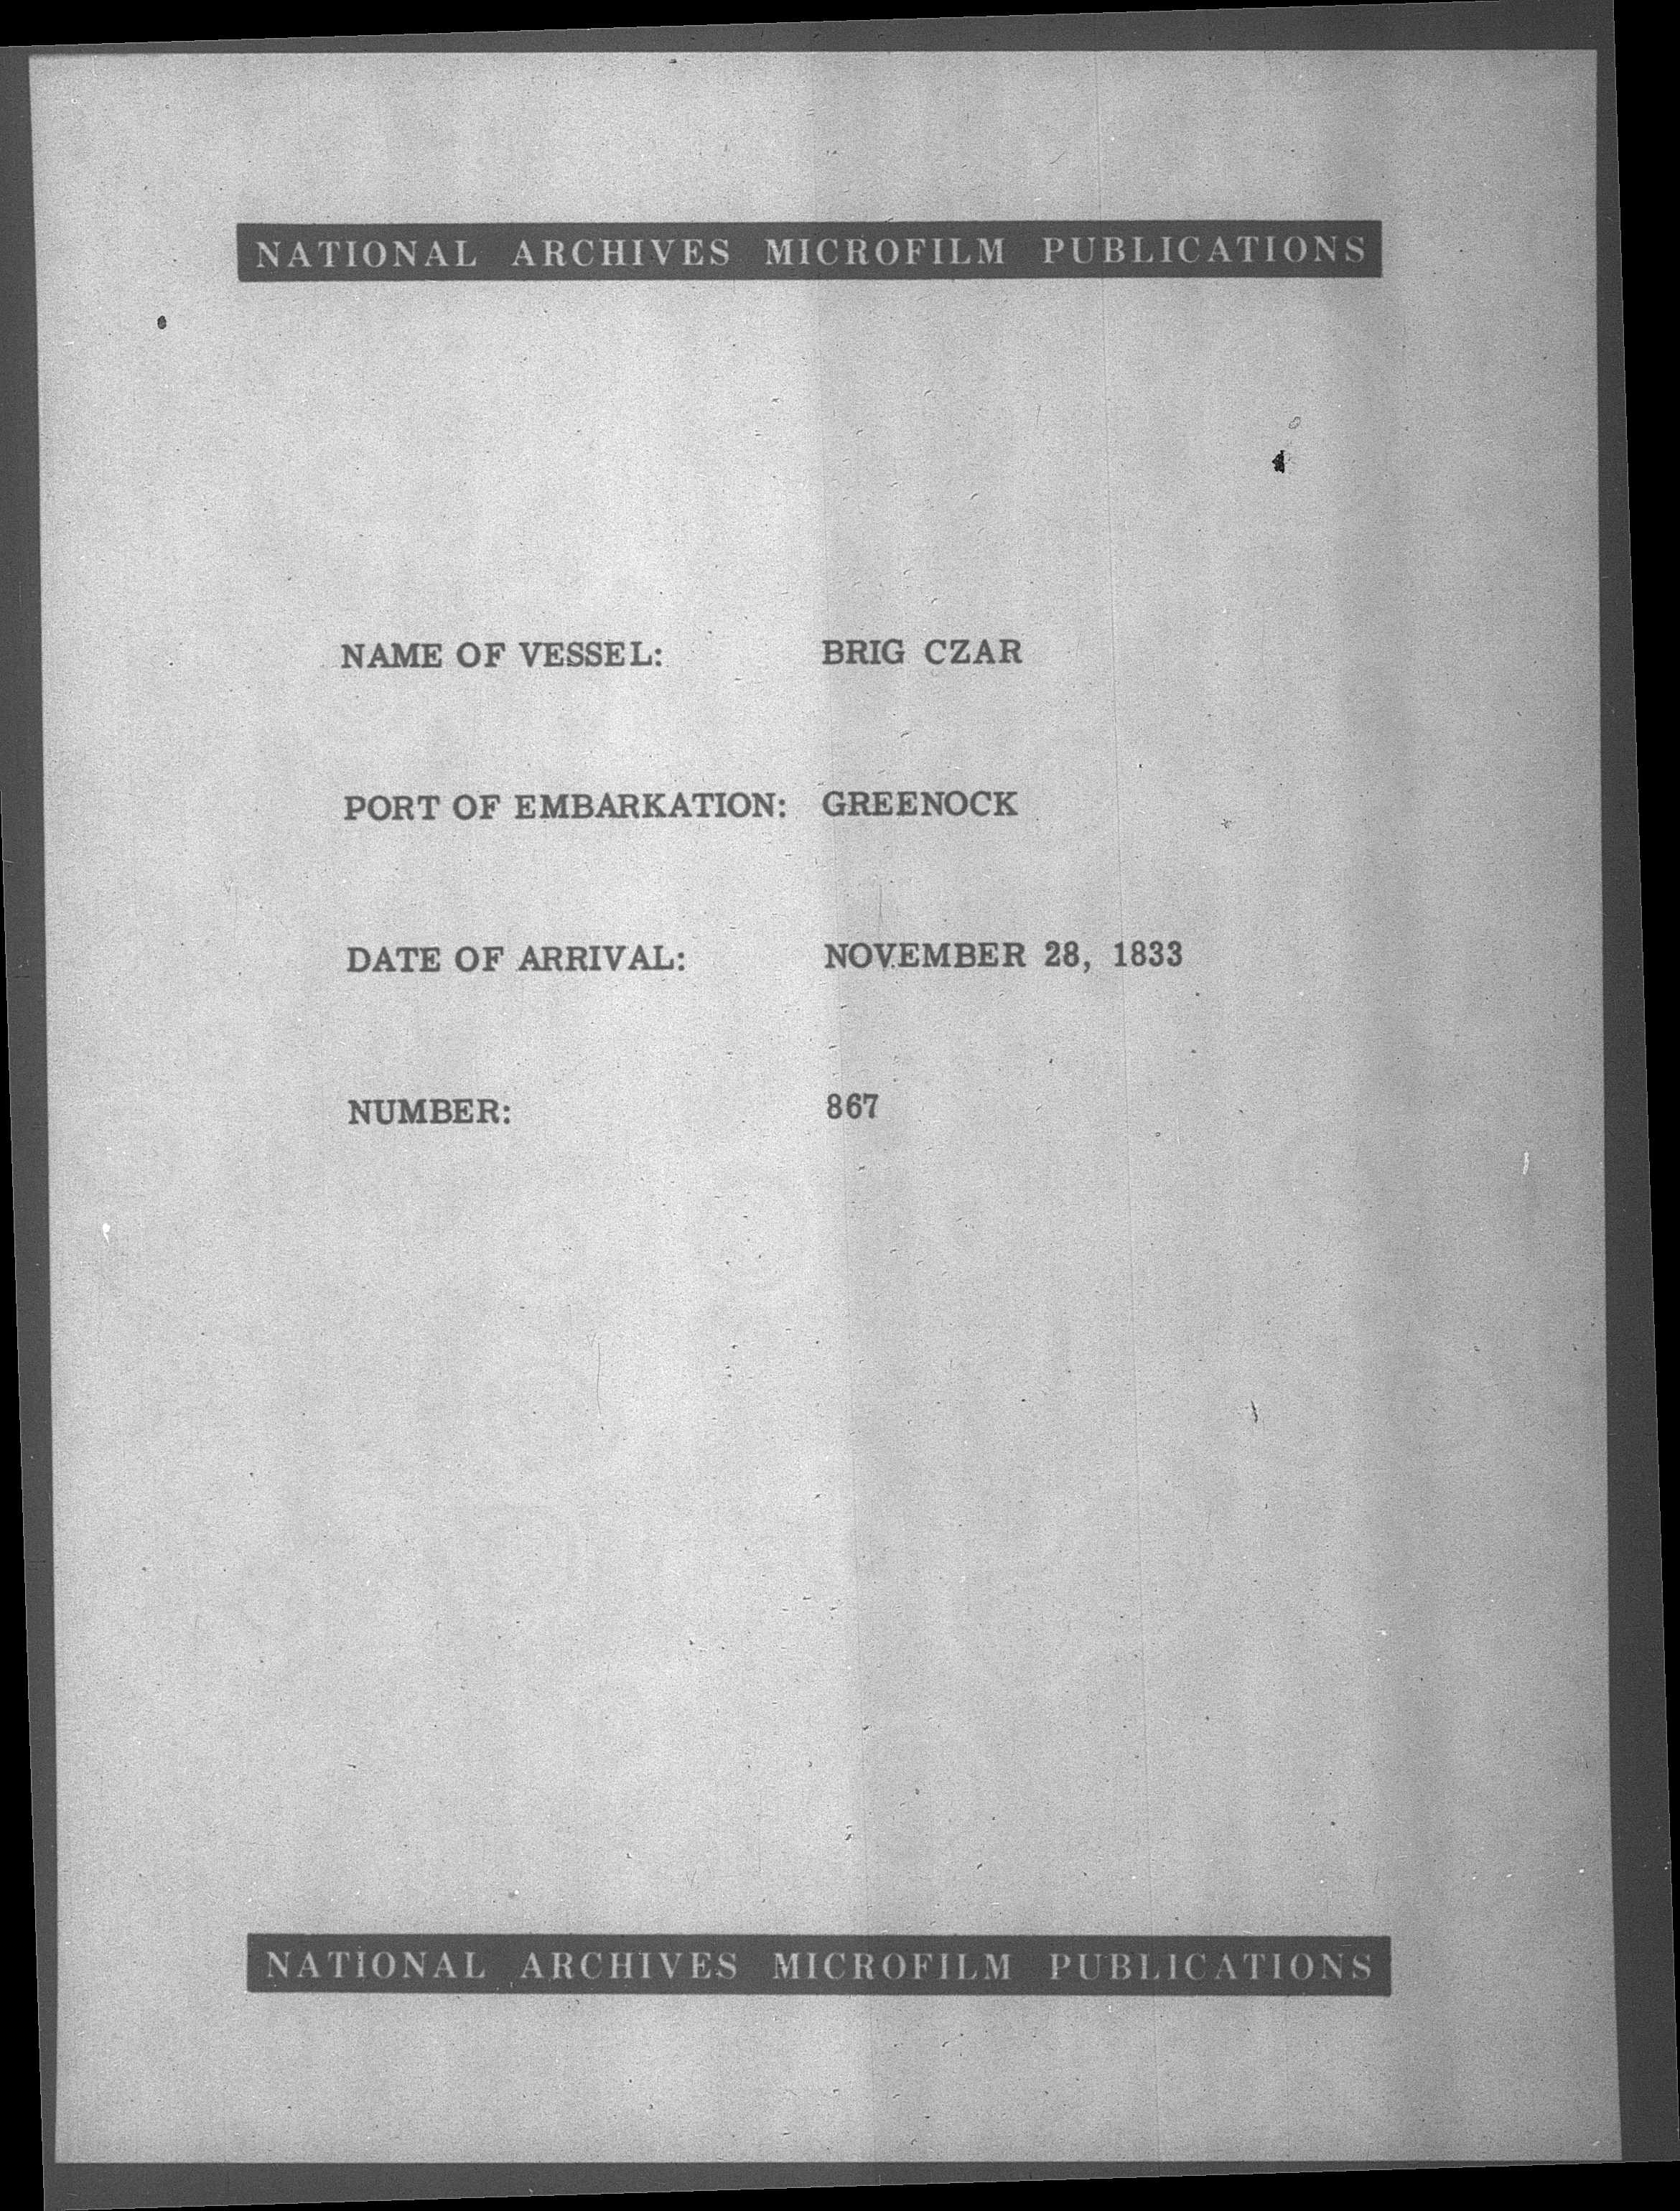 NATIONAL ARCHIVES MICROFILM PUBLICATIONS
NAME OF VESSEL: BRIG CZAR
PORT OF EMBARKATION: GREENOCK
DATE OF ARRIVAL: NOVEMBER 28, 1833
NUMBER: 867
NATIONAL ARCHIVES MICROFILM PUBLICATIONS